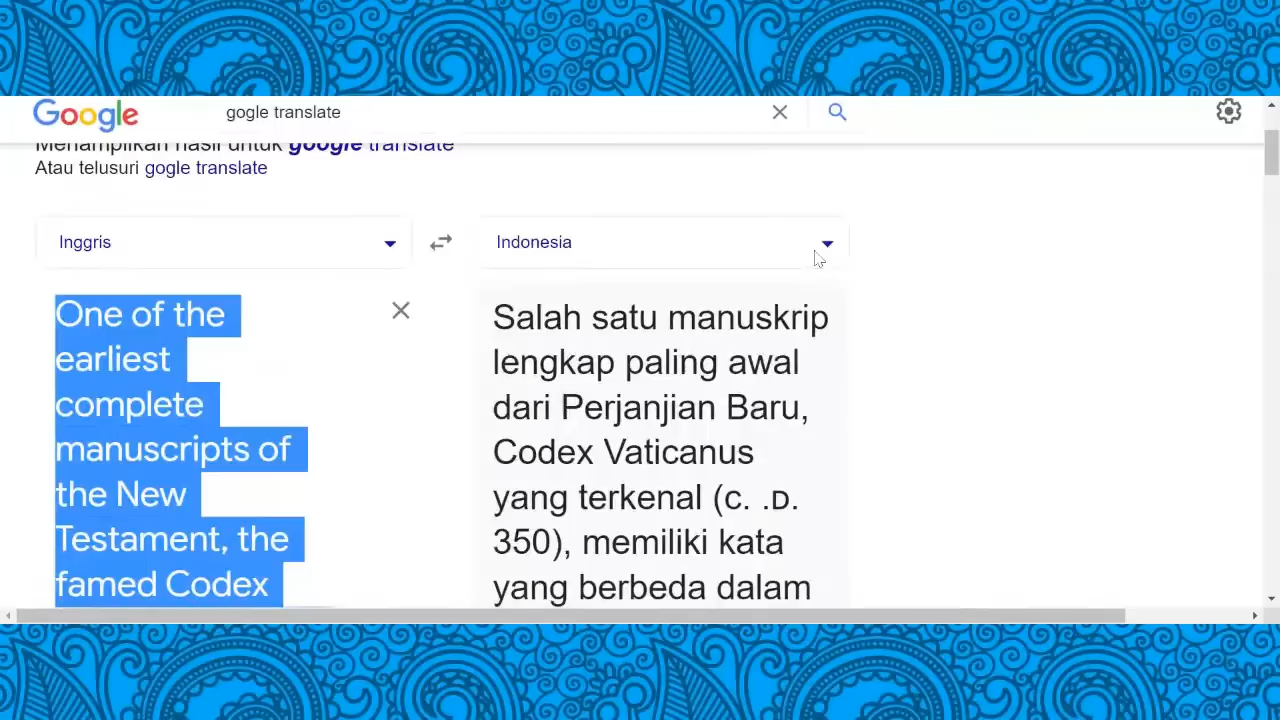 Google
gogle translate
Menampilkan hasil untuk google translate
Atau telusuri gogle translate
Inggris
Indonesia
One of the
earliest
complete
manuscripts of
the New
Testament, the
famed Codex
Salah satu manuskrip
lengkap paling awal
dari Perjanjian Baru,
Codex Vaticanus
yang terkenal (c. .ᴅ.
350), memiliki kata
yang berbeda dalam